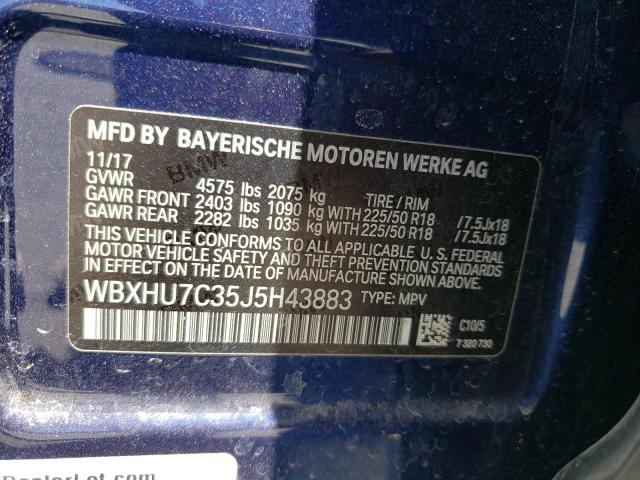 MFD BY BAYERISCHE MOTOREN WERKE AG
11/17
GVWR 4575 lbs 2075 kg TIRE / RIM
GAWR FRONT 2403 lbs 1090 kg WITH 225/50 R18 /7.5Jx18
GAWR REAR 2282 lbs 1035 kg WITH 225/50 R18 /7.5Jx18
THIS VEHICLE CONFORMS TO ALL APPLICABLE U. S. FEDERAL
MOTOR VEHICLE SAFETY, BUMPER, AND THEFT PREVENTION STANDARDS
IN EFFECT ON THE DATE OF MANUFACTURE SHOWN ABOVE.
WBXHU7C35J5H43883 TYPE: MPV
C10/5
7 320 730
DealerLot.com